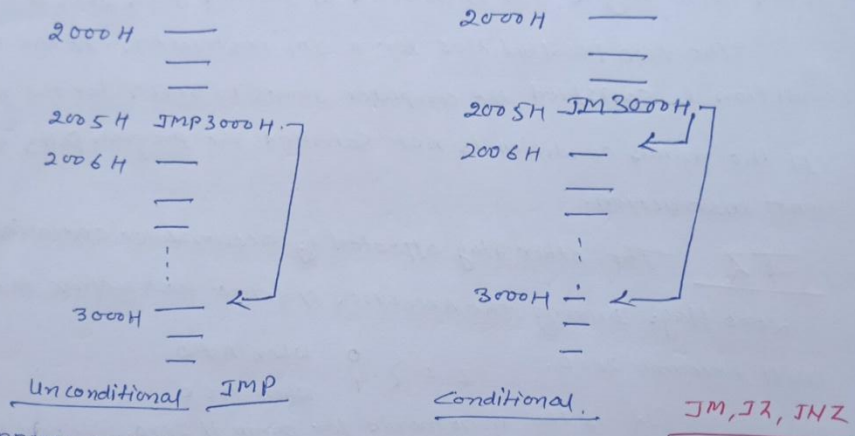 2000H
2005H JMP3000H.
2006H
3000H
Unconditional JMP
2000H
2005H JM3000H,
2006H
3000H
Conditional.
JM, JZ, JNZ